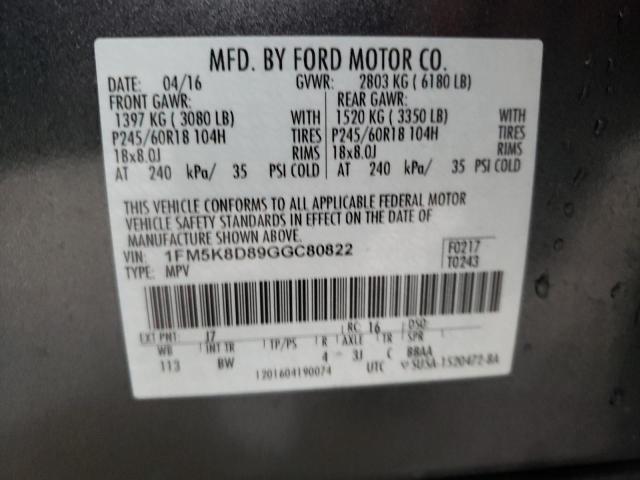 MFD. BY FORD MOTOR CO.
DATE: 04/16 GVWR: 2803 KG ( 6180 LB)
FRONT GAWR: REAR GAWR:
1397 KG ( 3080 LB) WITH 1520 KG ( 3350 LB) WITH
P245/60R18 104H TIRES P245/60R18 104H TIRES
18x8.0J RIMS 18x8.0J RIMS
AT 240 kPa/ 35 PSI COLD AT 240 kPa/ 35 PSI COLD
THIS VEHICLE CONFORMS TO ALL APPLICABLE FEDERAL MOTOR
VEHICLE SAFETY STANDARDS IN EFFECT ON THE DATE OF
MANUFACTURE SHOWN ABOVE.
VIN: 1FM5K8D89GGC80822 F0217
TYPE: MPV T0243
EXT PNT: J7 RC: 16 DSO:
WB INT TR TP/PS R AXLE TR SPR
113 BW 4 3J C BBAA
1201604190074 UTC SU5A-1520472-BA